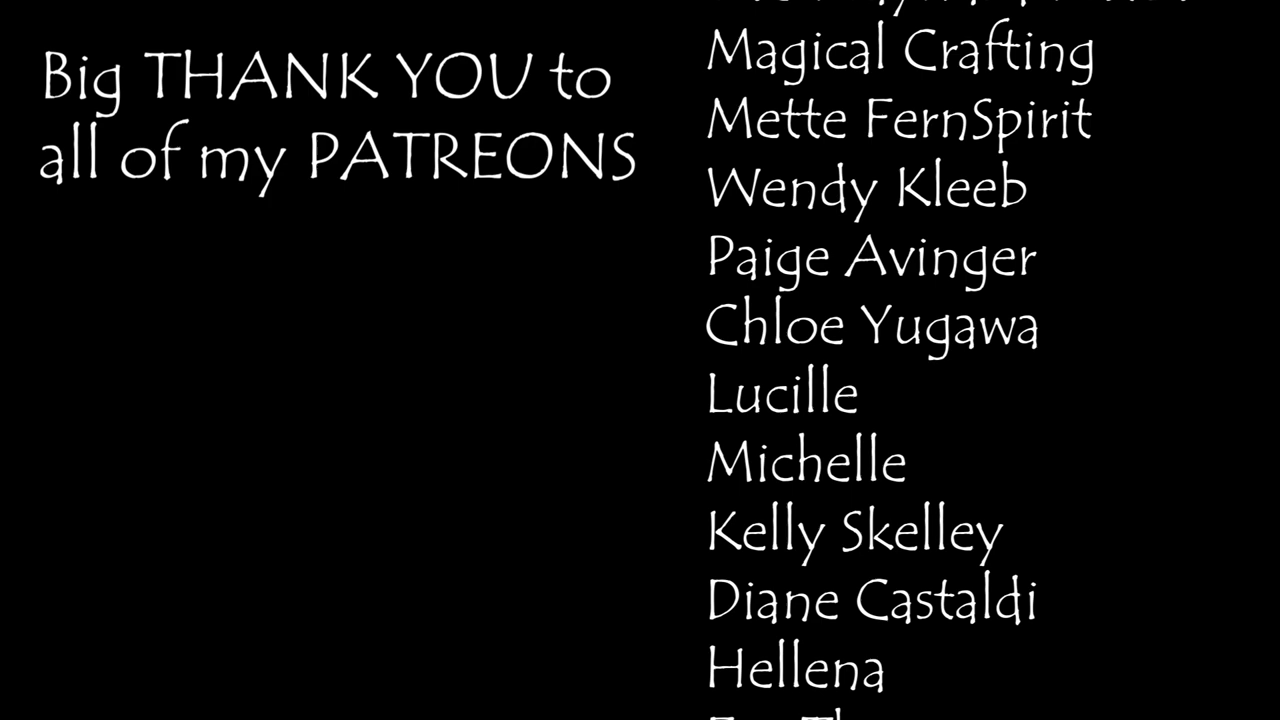 Big THANK YOU to
all of my PATREONS
Magical Crafting
Mette FernSpirit
Wendy Kleeb
Paige Avinger
Chloe Yugawa
Lucille
Michelle
Kelly Skelley
Diane Castaldi
Hellena